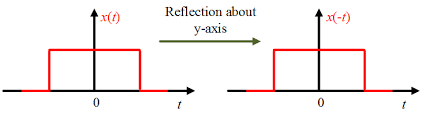 x(t)
Reflection about
y-axis
x(-t)
0
t
0
t